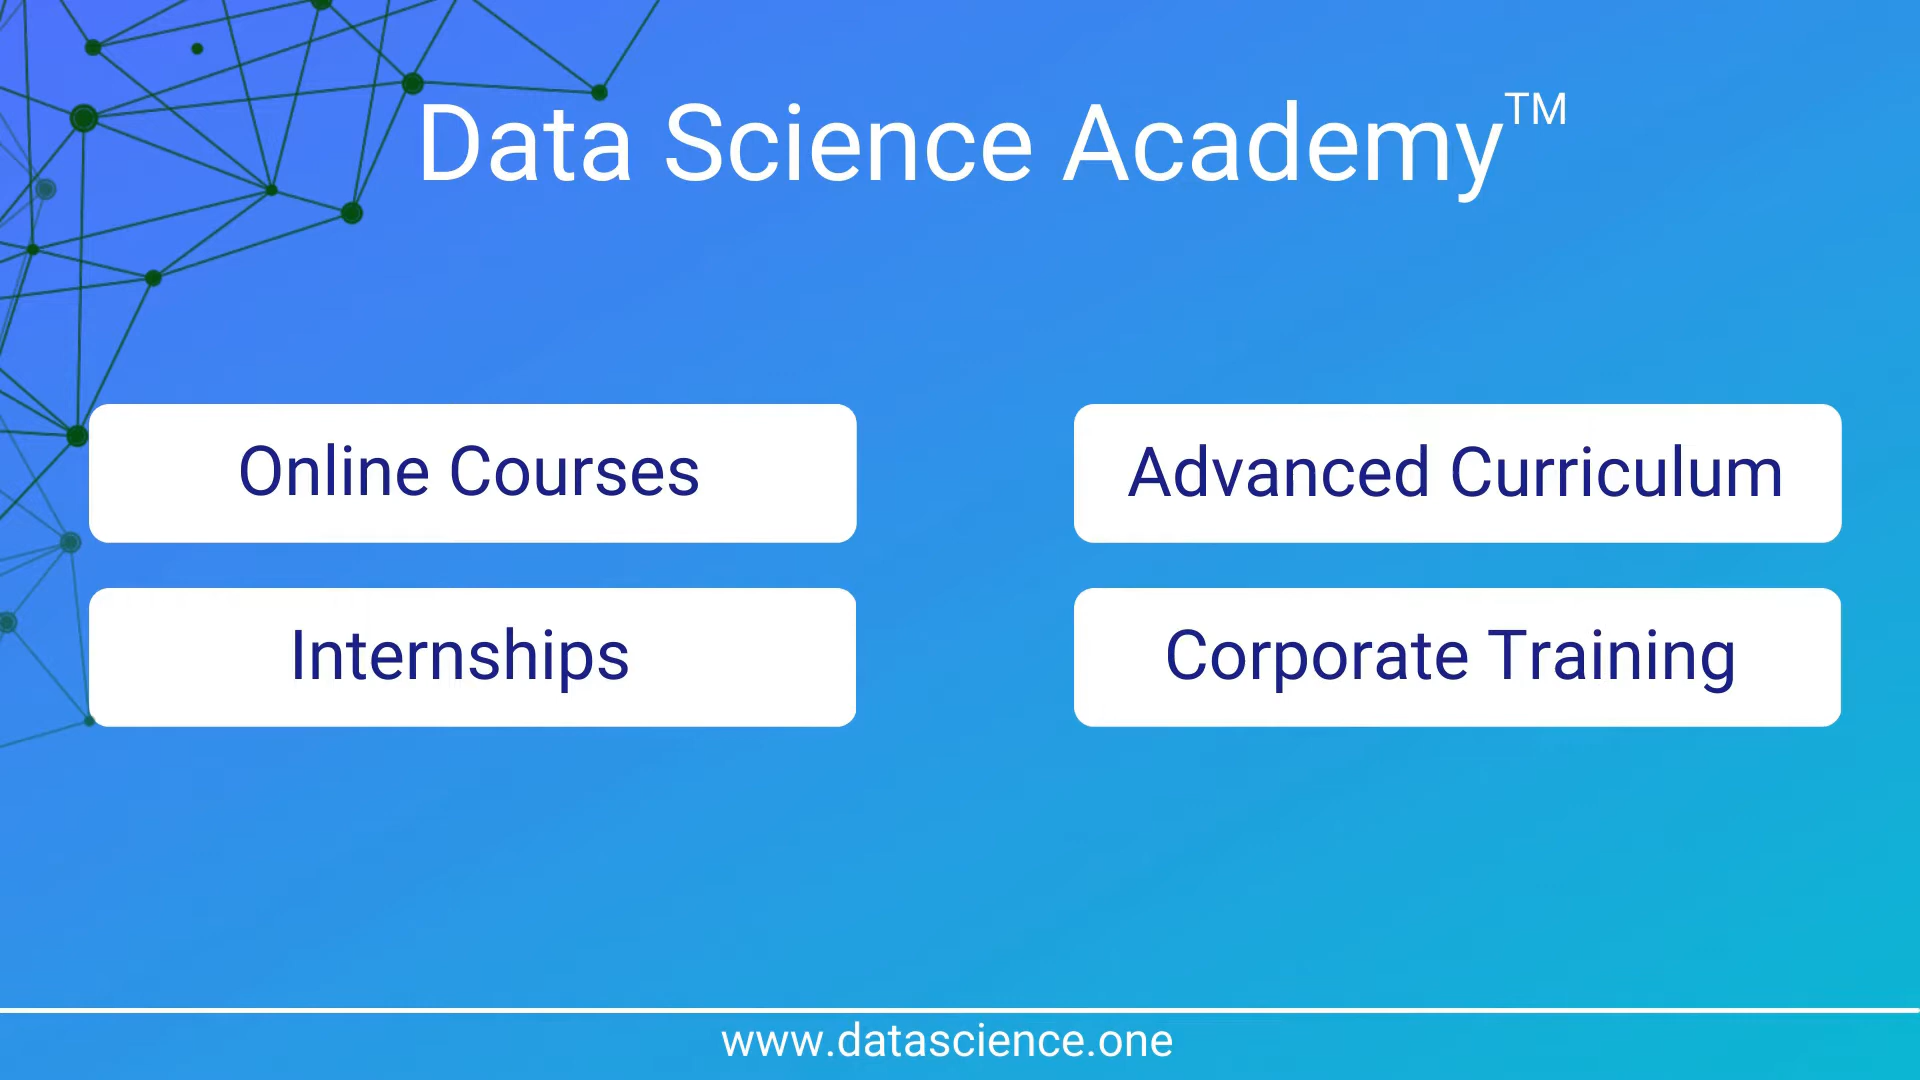 Data Science Academy™
Online Courses
Advanced Curriculum
Internships
Corporate Training
www.datascience.one